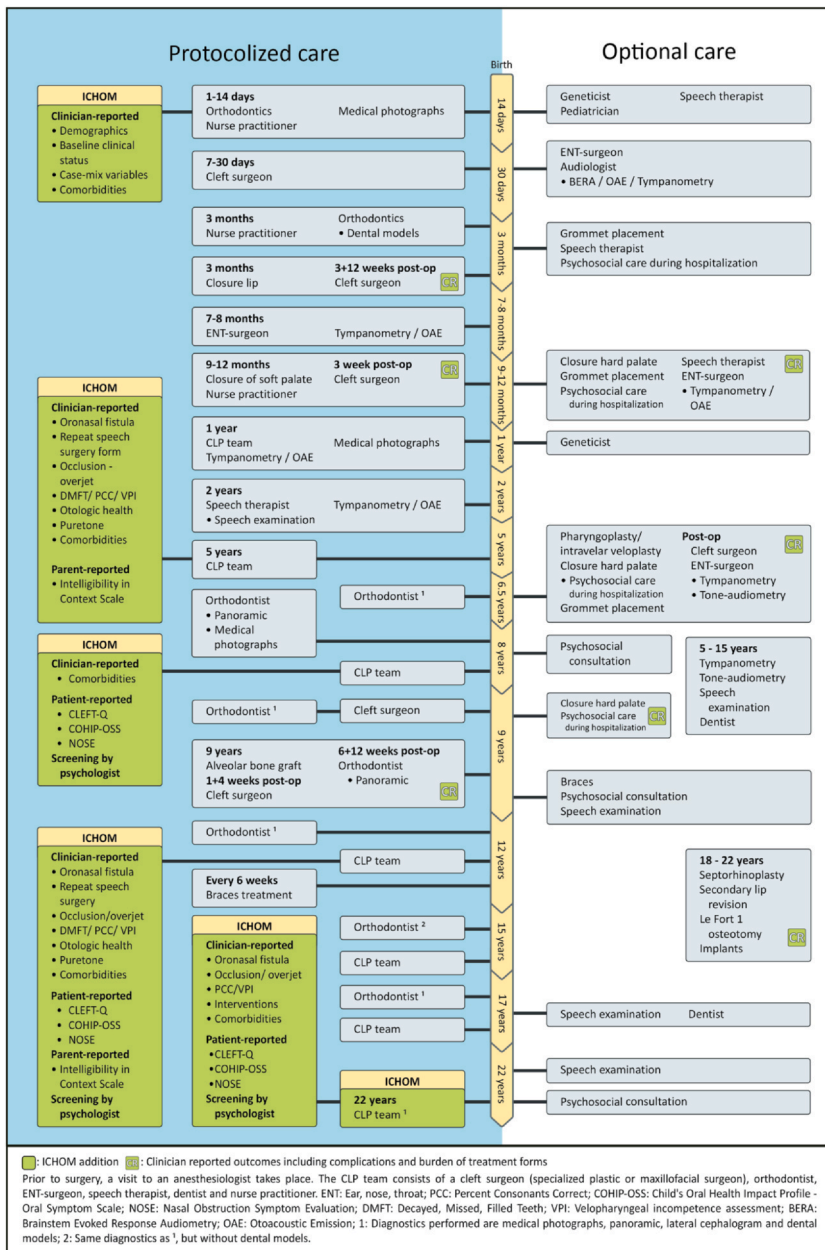 Protocolized care
Optional care
Birth
ICHOM
Clinician-reported
• Demographics
• Baseline clinical
status
• Case-mix variables
• Comorbidities
1-14 days
Orthodontics
Nurse practitioner
Medical photographs
14 days
Geneticist
Pediatrician
Speech therapist
7-30 days
Cleft surgeon
30 days
ENT-surgeon
Audiologist
• BERA / OAE / Tympanometry
3 months
Nurse practitioner
Orthodontics
• Dental models
3 months
Grommet placement
Speech therapist
Psychosocial care during hospitalization
3 months
Closure lip
3+12 weeks post-op
Cleft surgeon
CR
7-8 months
ENT-surgeon
Tympanometry / OAE
7-8 months
9-12 months
Closure of soft palate
Nurse practitioner
3 week post-op
Cleft surgeon
CR
9-12 months
Closure hard palate
Grommet placement
Psychosocial care
during hospitalization
Speech therapist
ENT-surgeon
• Tympanometry /
OAE
CR
ICHOM
Clinician-reported
• Oronasal fistula
• Repeat speech
surgery form
• Occlusion -
overjet
• DMFT/ PCC/ VPI
• Otologic health
• Puretone
• Comorbidities
Parent-reported
• Intelligibility in
Context Scale
1 year
CLP team
Tympanometry / OAE
Medical photographs
1 year
Geneticist
2 years
Speech therapist
• Speech examination
Tympanometry / OAE
2 years
5 years
CLP team
5 years
Pharyngoplasty/
intravelar veloplasty
Closure hard palate
• Psychosocial care
during hospitalization
Grommet placement
Post-op
Cleft surgeon
ENT-surgeon
• Tympanometry
• Tone-audiometry
CR
Orthodontist
• Panoramic
• Medical
photographs
Orthodontist ¹
6.5 years
8 years
Psychosocial
consultation
5 - 15 years
Tympanometry
Tone-audiometry
Speech
examination
Dentist
ICHOM
Clinician-reported
• Comorbidities
Patient-reported
• CLEFT-Q
• COHIP-OSS
• NOSE
Screening by
psychologist
CLP team
Orthodontist ¹
Cleft surgeon
9 years
Closure hard palate
Psychosocial care
during hospitalization
CR
9 years
Alveolar bone graft
1+4 weeks post-op
Cleft surgeon
6+12 weeks post-op
Orthodontist
• Panoramic
CR
Braces
Psychosocial consultation
Speech examination
Orthodontist ¹
12 years
ICHOM
Clinician-reported
• Oronasal fistula
• Repeat speech
surgery
• Occlusion/overjet
• DMFT/ PCC/ VPI
• Otologic health
• Puretone
• Comorbidities
Patient-reported
• CLEFT-Q
• COHIP-OSS
• NOSE
Parent-reported
• Intelligibility in
Context Scale
Screening by
psychologist
CLP team
Every 6 weeks
Braces treatment
18 - 22 years
Septorhinoplasty
Secondary lip
revision
Le Fort 1
osteotomy
Implants
CR
ICHOM
Clinician-reported
• Oronasal fistula
• Occlusion/ overjet
• PCC/VPI
• Interventions
• Comorbidities
Patient-reported
•CLEFT-Q
•COHIP-OSS
•NOSE
Screening by
psychologist
Orthodontist ²
15 years
CLP team
Orthodontist ¹
17 years
CLP team
Speech examination
Dentist
22 years
Speech examination
ICHOM
22 years
CLP team ¹
Psychosocial consultation
: ICHOM addition CR : Clinician reported outcomes including complications and burden of treatment forms
Prior to surgery, a visit to an anesthesiologist takes place. The CLP team consists of a cleft surgeon (specialized plastic or maxillofacial surgeon), orthodontist,
ENT-surgeon, speech therapist, dentist and nurse practitioner. ENT: Ear, nose, throat; PCC: Percent Consonants Correct; COHIP-OSS: Child's Oral Health Impact Profile -
Oral Symptom Scale; NOSE: Nasal Obstruction Symptom Evaluation; DMFT: Decayed, Missed, Filled Teeth; VPI: Velopharyngeal incompetence assessment; BERA:
Brainstem Evoked Response Audiometry; OAE: Otoacoustic Emission; 1: Diagnostics performed are medical photographs, panoramic, lateral cephalogram and dental
models; 2: Same diagnostics as ¹, but without dental models.